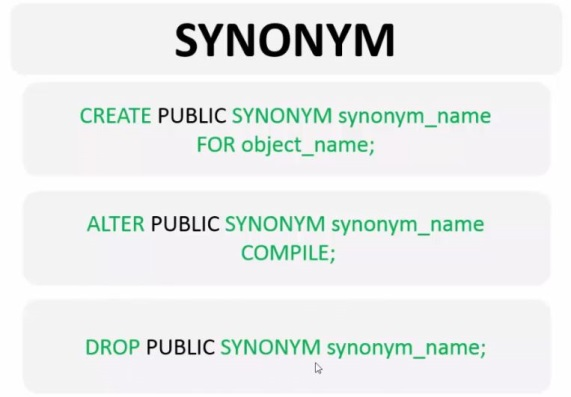 SYNONYM
CREATE PUBLIC SYNONYM synonym_name
FOR object_name;
ALTER PUBLIC SYNONYM synonym_name
COMPILE;
DROP PUBLIC SYNONYM synonym_name;